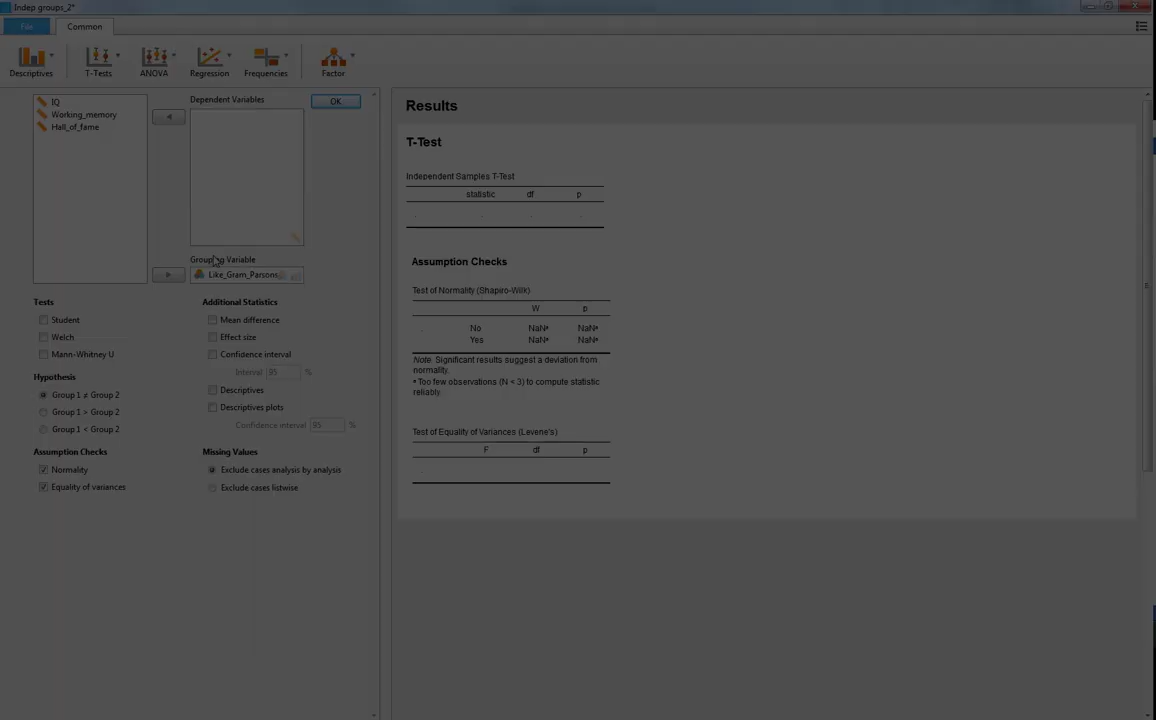 Indep groups_2*
File Common
Descriptives T-Tests ANOVA Regression Frequencies Factor
IQ
Working_memory
Hall_of_fame
Dependent Variables
OK
Grouping Variable
Like_Gram_Parsons
Tests
Student
Welch
Mann-Whitney U
Hypothesis
Group 1 ≠ Group 2
Group 1 > Group 2
Group 1 < Group 2
Assumption Checks
Normality
Equality of variances
Additional Statistics
Mean difference
Effect size
Confidence interval
Interval 95 %
Descriptives
Descriptives plots
Confidence interval 95 %
Missing Values
Exclude cases analysis by analysis
Exclude cases listwise
Results
T-Test
Independent Samples T-Test
statistic df p
. . . .
Assumption Checks
Test of Normality (Shapiro-Wilk)
W p
. No NaNᵃ NaNᵃ
Yes NaNᵃ NaNᵃ
Note. Significant results suggest a deviation from
normality.
ᵃ Too few observations (N < 3) to compute statistic
reliably.
Test of Equality of Variances (Levene's)
F df p
.